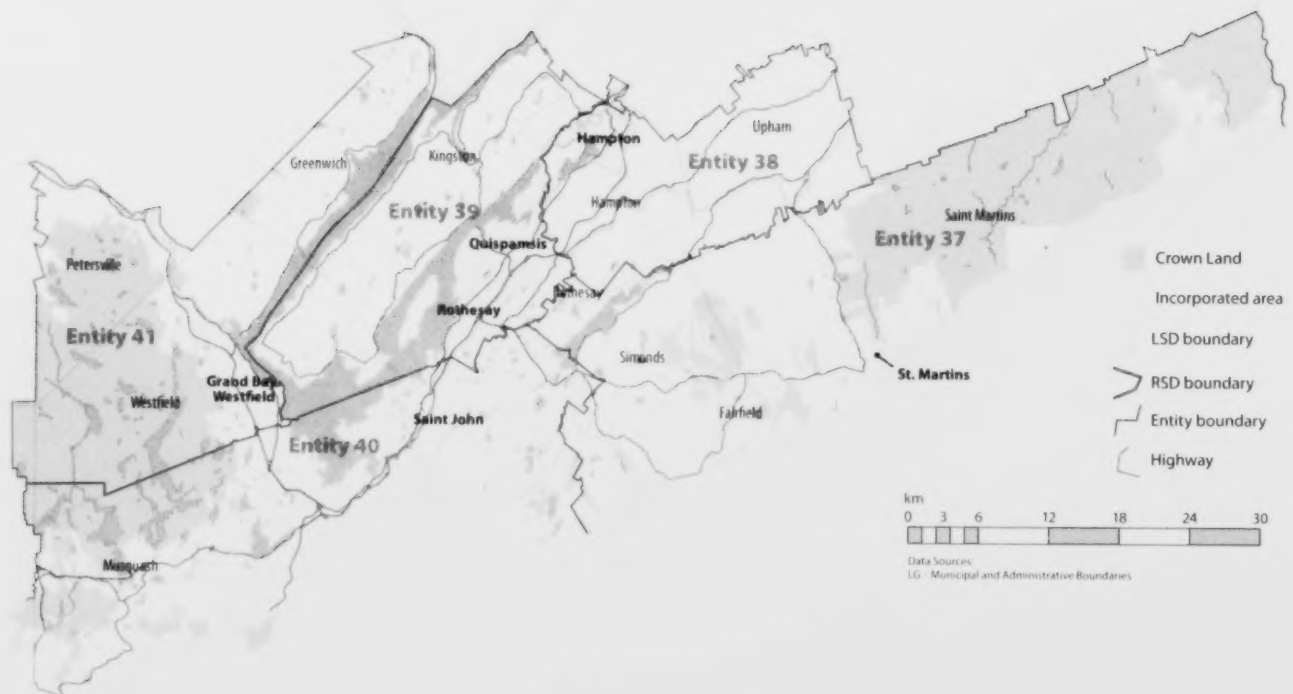 Greenwich
Kingston
Hampton
Upham
Entity 38
Entity 39
Hampton
Saint Martins
Entity 37
Quispamsis
Petersville
Rothesay
Rothesay
Entity 41
Simonds
St. Martins
Grand Bay
Westfield
Westfield
Fairfield
Saint John
Entity 40
Musquash
Crown Land
Incorporated area
LSD boundary
RSD boundary
Entity boundary
Highway
km
0 3 6 12 18 24 30
Data Sources:
LG - Municipal and Administrative Boundaries